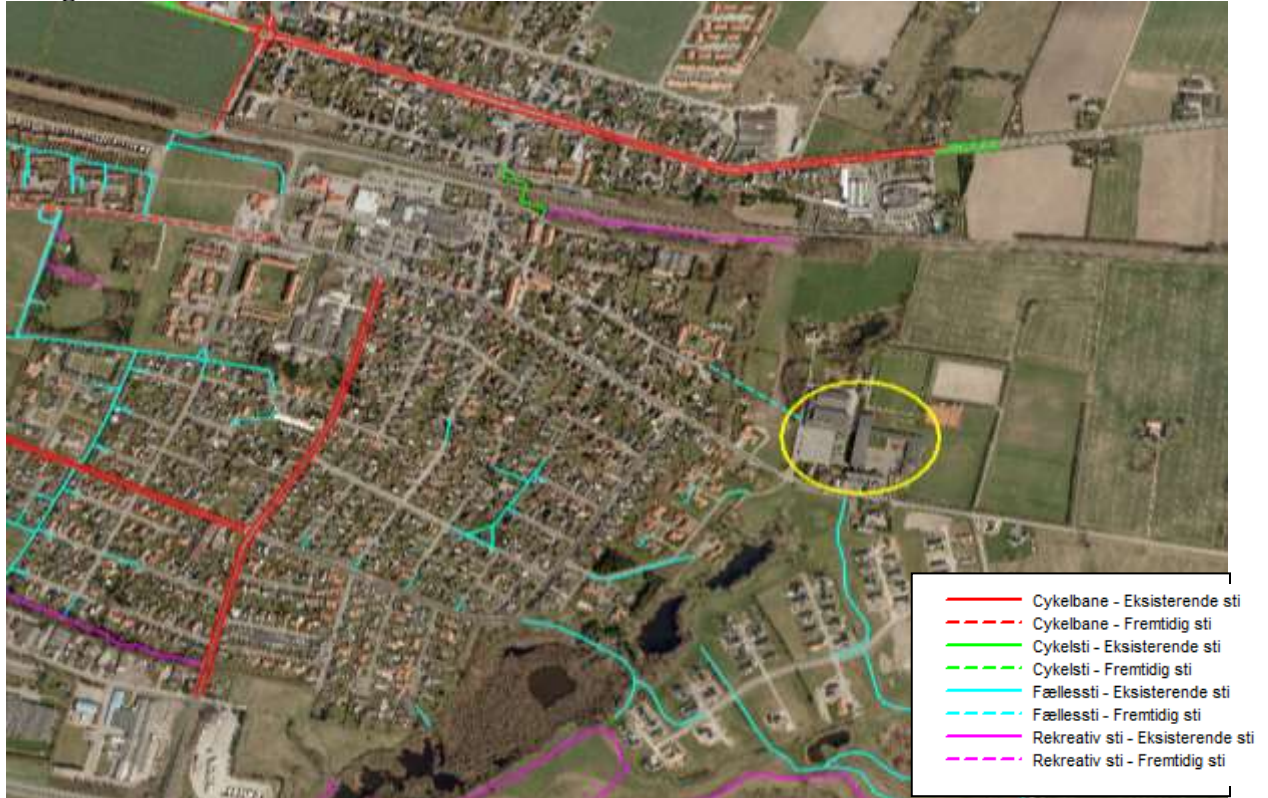 Cykelbane - Eksisterende sti
Cykelbane - Fremtidig sti
Cykelsti - Eksisterende sti
Cykelsti - Fremtidig sti
Fællessti - Eksisterende sti
Fællessti - Fremtidig sti
Rekreativ sti - Eksisterende sti
Rekreativ sti - Fremtidig sti